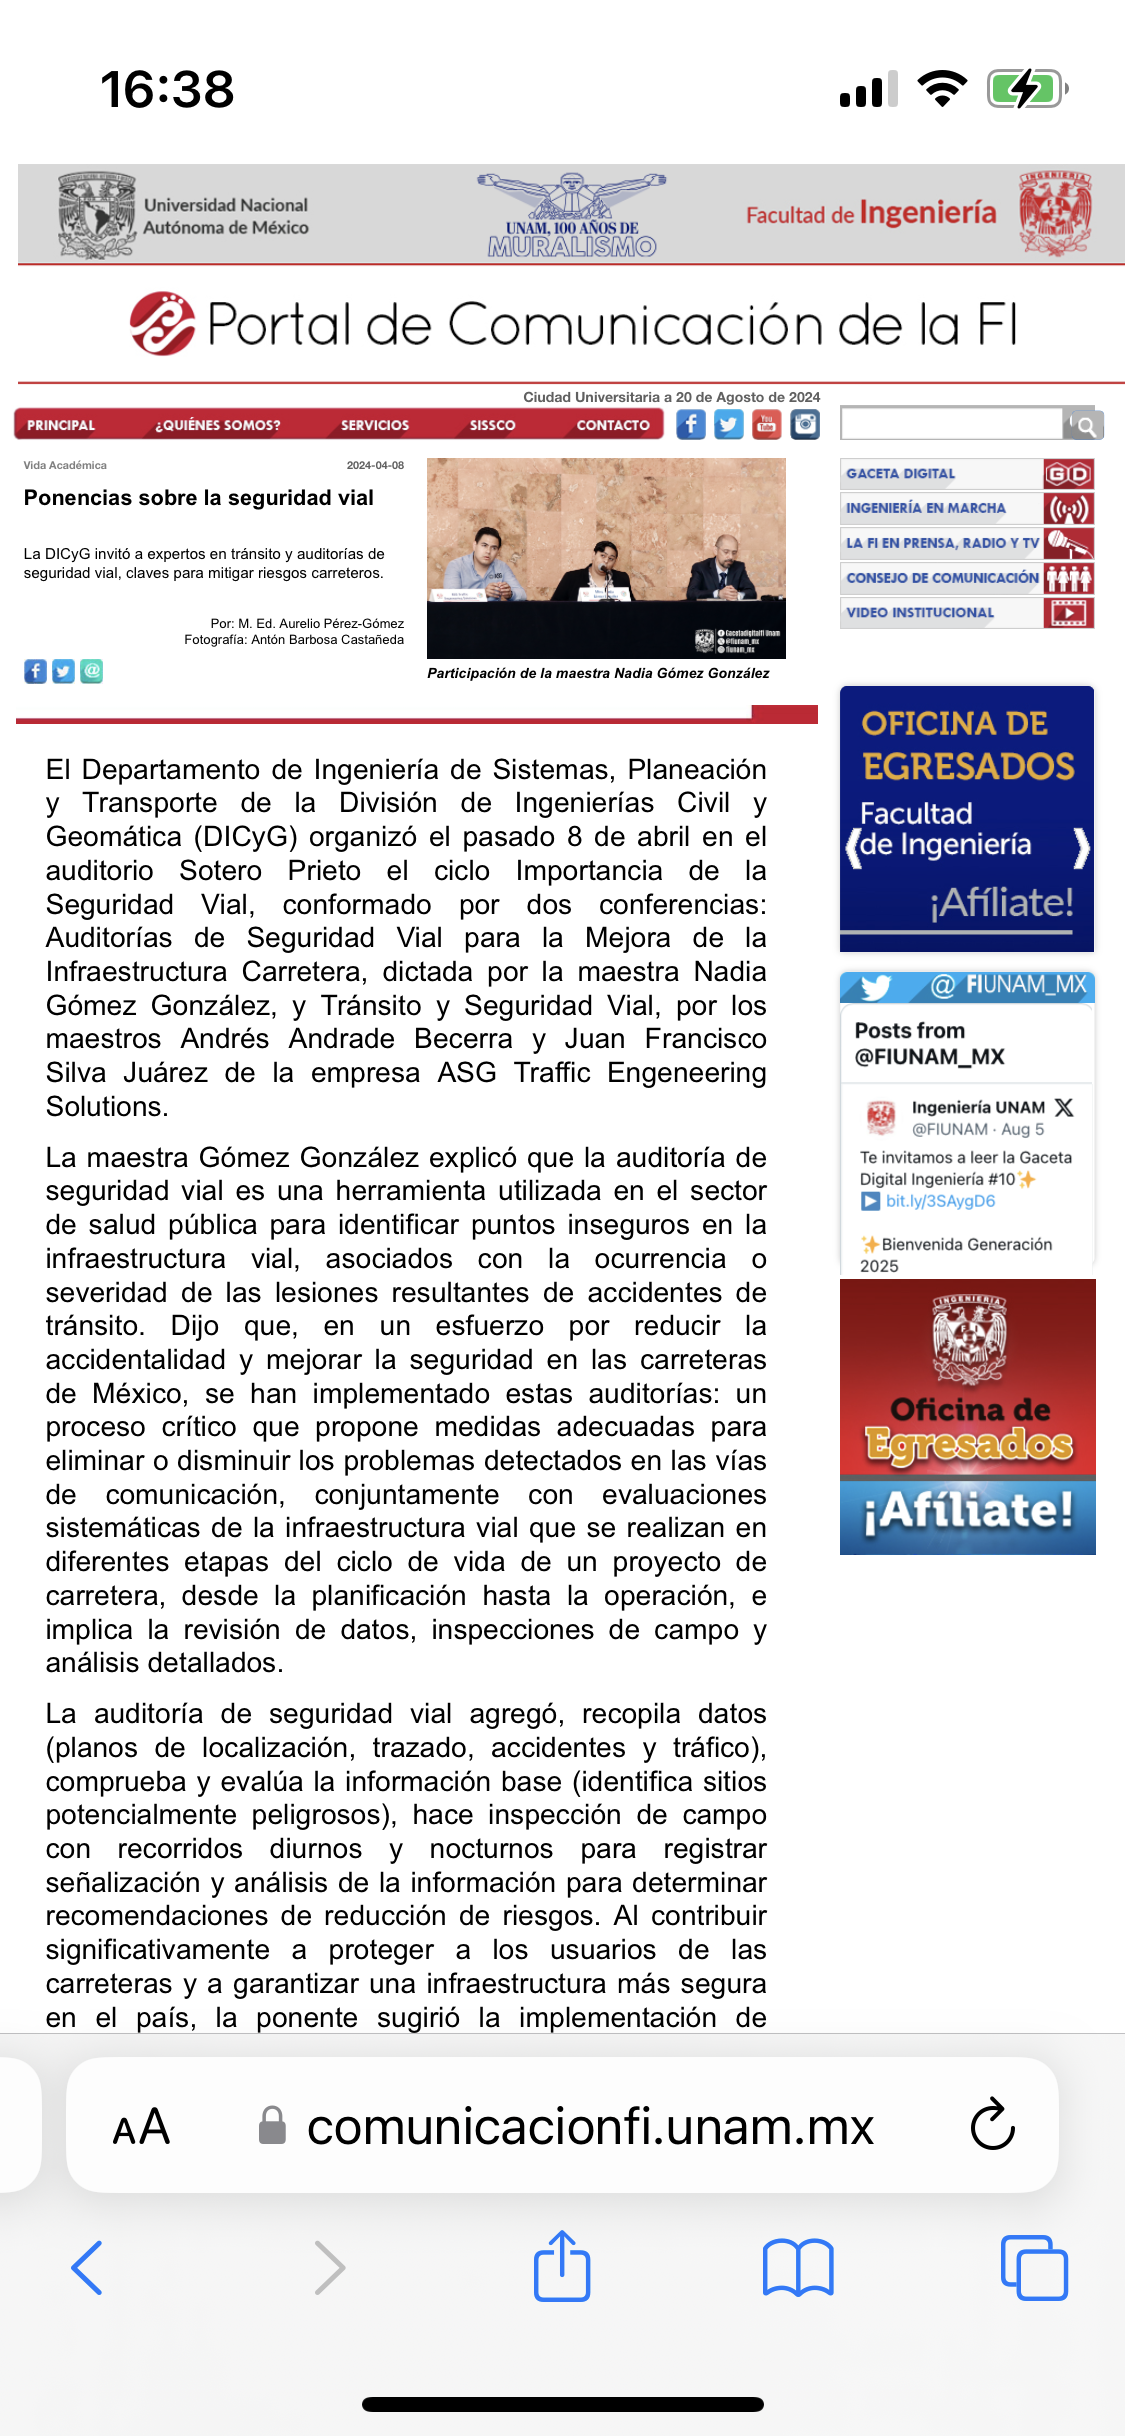 16:38
Universidad Nacional
Autónoma de México
UNAM, 100 AÑOS DE
MURALISMO
Facultad de Ingeniería
INGENIERIA
Portal de Comunicación de la FI
Ciudad Universitaria a 20 de Agosto de 2024
PRINCIPAL
¿QUIÉNES SOMOS?
SERVICIOS
SISSCO
CONTACTO
You
Tube
Vida Académica
2024-04-08
Ponencias sobre la seguridad vial
La DICyG invitó a expertos en tránsito y auditorías de
seguridad vial, claves para mitigar riesgos carreteros.
Por: M. Ed. Aurelio Pérez-Gómez
Fotografía: Antón Barbosa Castañeda
Gacetadigitalfi Unam
@fiunam_mx
fiunam_mx
Participación de la maestra Nadia Gómez González
GACETA DIGITAL
GD
INGENIERÍA EN MARCHA
LA FI EN PRENSA, RADIO Y TV
CONSEJO DE COMUNICACIÓN
VIDEO INSTITUCIONAL
El Departamento de Ingeniería de Sistemas, Planeación
y Transporte de la División de Ingenierías Civil y
Geomática (DICyG) organizó el pasado 8 de abril en el
auditorio Sotero Prieto el ciclo Importancia de la
Seguridad Vial, conformado por dos conferencias:
Auditorías de Seguridad Vial para la Mejora de la
Infraestructura Carretera, dictada por la maestra Nadia
Gómez González, y Tránsito y Seguridad Vial, por los
maestros Andrés Andrade Becerra y Juan Francisco
Silva Juárez de la empresa ASG Traffic Engeneering
Solutions.
La maestra Gómez González explicó que la auditoría de
seguridad vial es una herramienta utilizada en el sector
de salud pública para identificar puntos inseguros en la
infraestructura vial, asociados con la ocurrencia o
severidad de las lesiones resultantes de accidentes de
tránsito. Dijo que, en un esfuerzo por reducir la
accidentalidad y mejorar la seguridad en las carreteras
de México, se han implementado estas auditorías: un
proceso crítico que propone medidas adecuadas para
eliminar o disminuir los problemas detectados en las vías
de comunicación, conjuntamente con evaluaciones
sistemáticas de la infraestructura vial que se realizan en
diferentes etapas del ciclo de vida de un proyecto de
carretera, desde la planificación hasta la operación, e
implica la revisión de datos, inspecciones de campo y
análisis detallados.
La auditoría de seguridad vial agregó, recopila datos
(planos de localización, trazado, accidentes y tráfico),
comprueba y evalúa la información base (identifica sitios
potencialmente peligrosos), hace inspección de campo
con recorridos diurnos y nocturnos para registrar
señalización y análisis de la información para determinar
recomendaciones de reducción de riesgos. Al contribuir
significativamente a proteger a los usuarios de las
carreteras y a garantizar una infraestructura más segura
en el país, la ponente sugirió la implementación de
OFICINA DE
EGRESADOS
Facultad
de Ingeniería
¡Afíliate!
@ FIUNAM_MX
Posts from
@FIUNAM_MX
Ingeniería UNAM
@FIUNAM · Aug 5
Te invitamos a leer la Gaceta
Digital Ingeniería #10✨
▶ bit.ly/3SAygD6
✨Bienvenida Generación
2025
INGENIERIA
Oficina de
Egresados
¡Afíliate!
AA
comunicacionfi.unam.mx